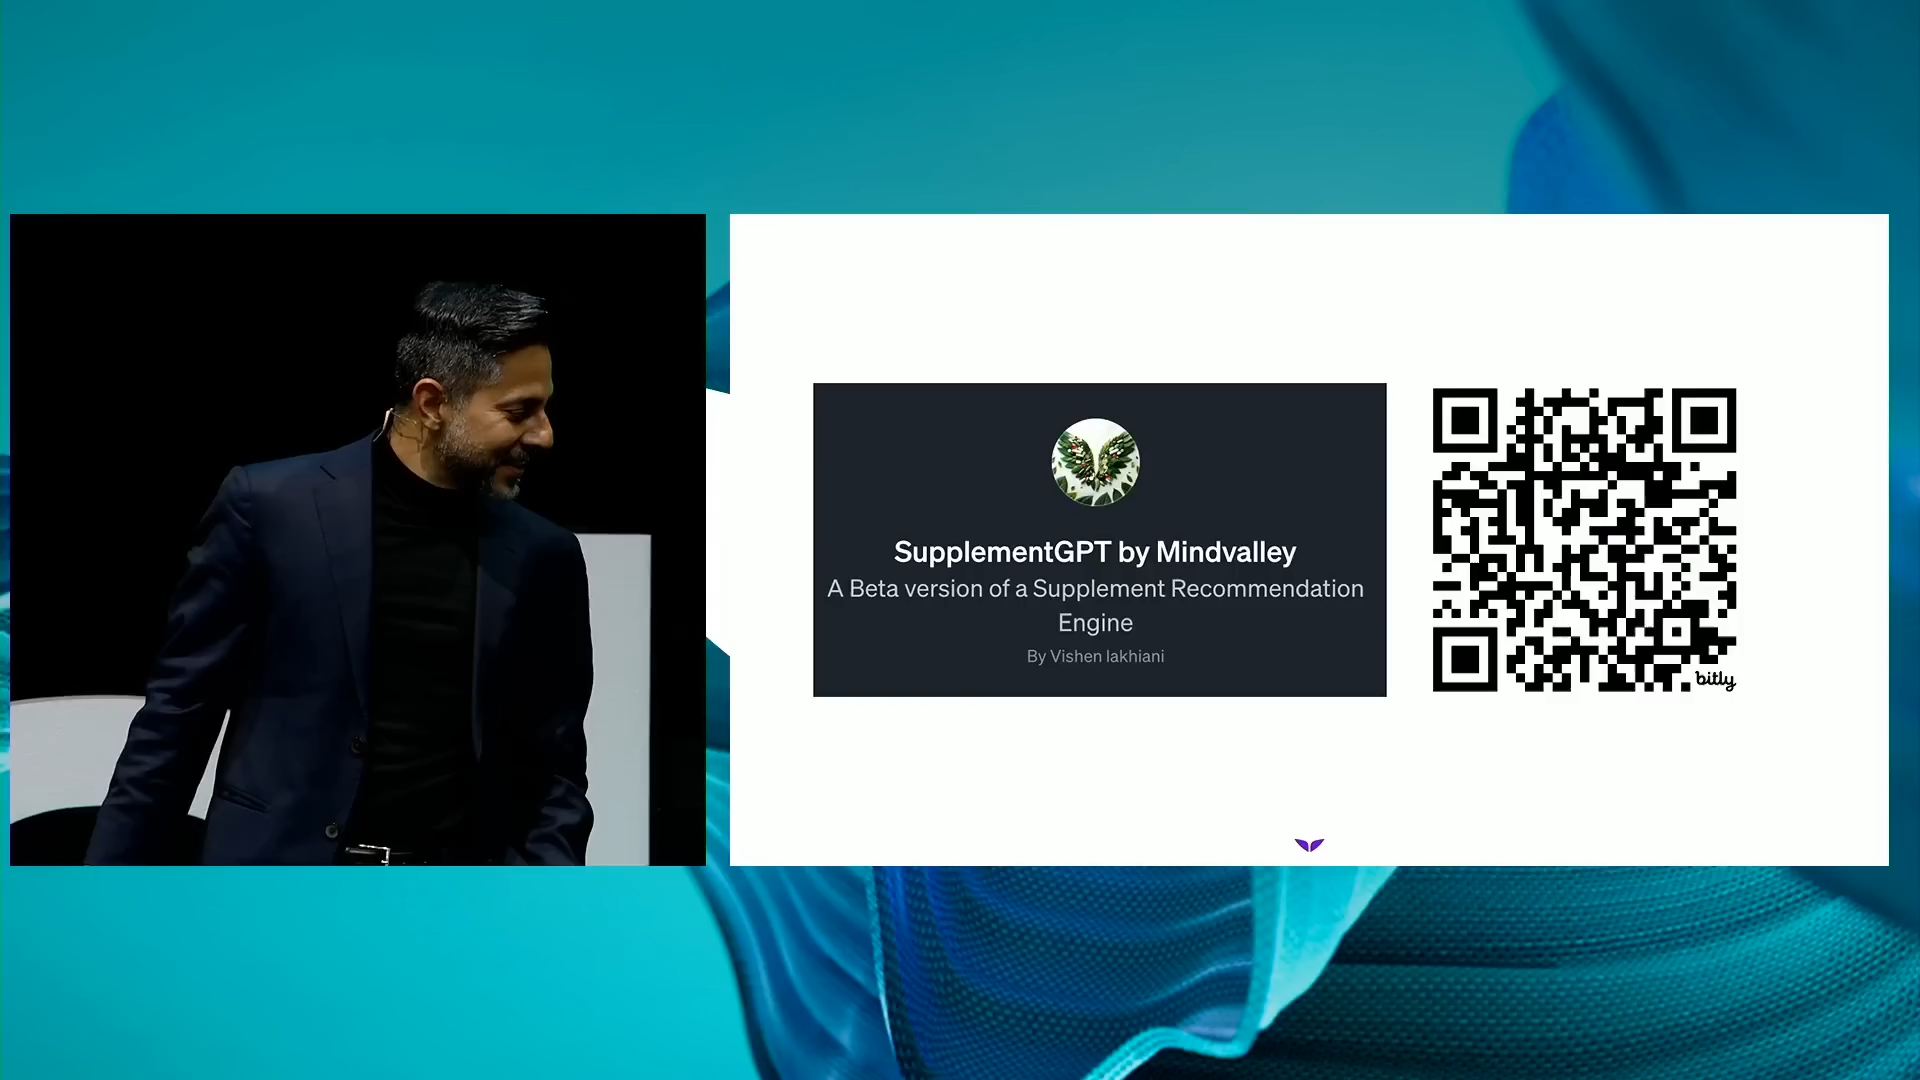 SupplementGPT by Mindvalley
A Beta version of a Supplement Recommendation
Engine
By Vishen lakhiani
bitly